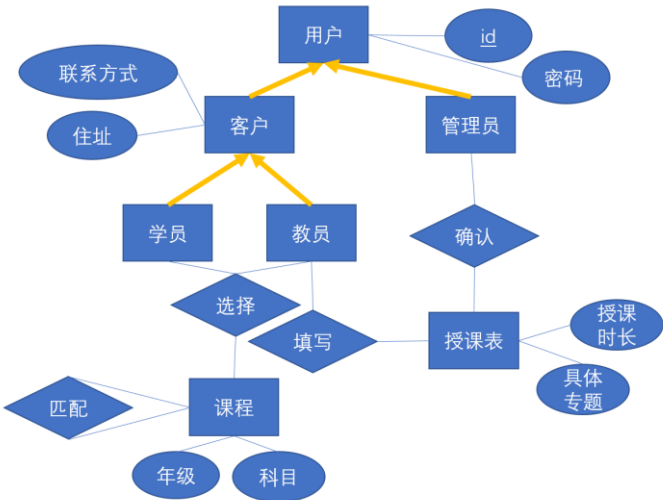 用户
id
密码
联系方式
客户
管理员
住址
学员
教员
确认
选择
填写
授课表
授课
时长
具体
专题
匹配
课程
年级
科目